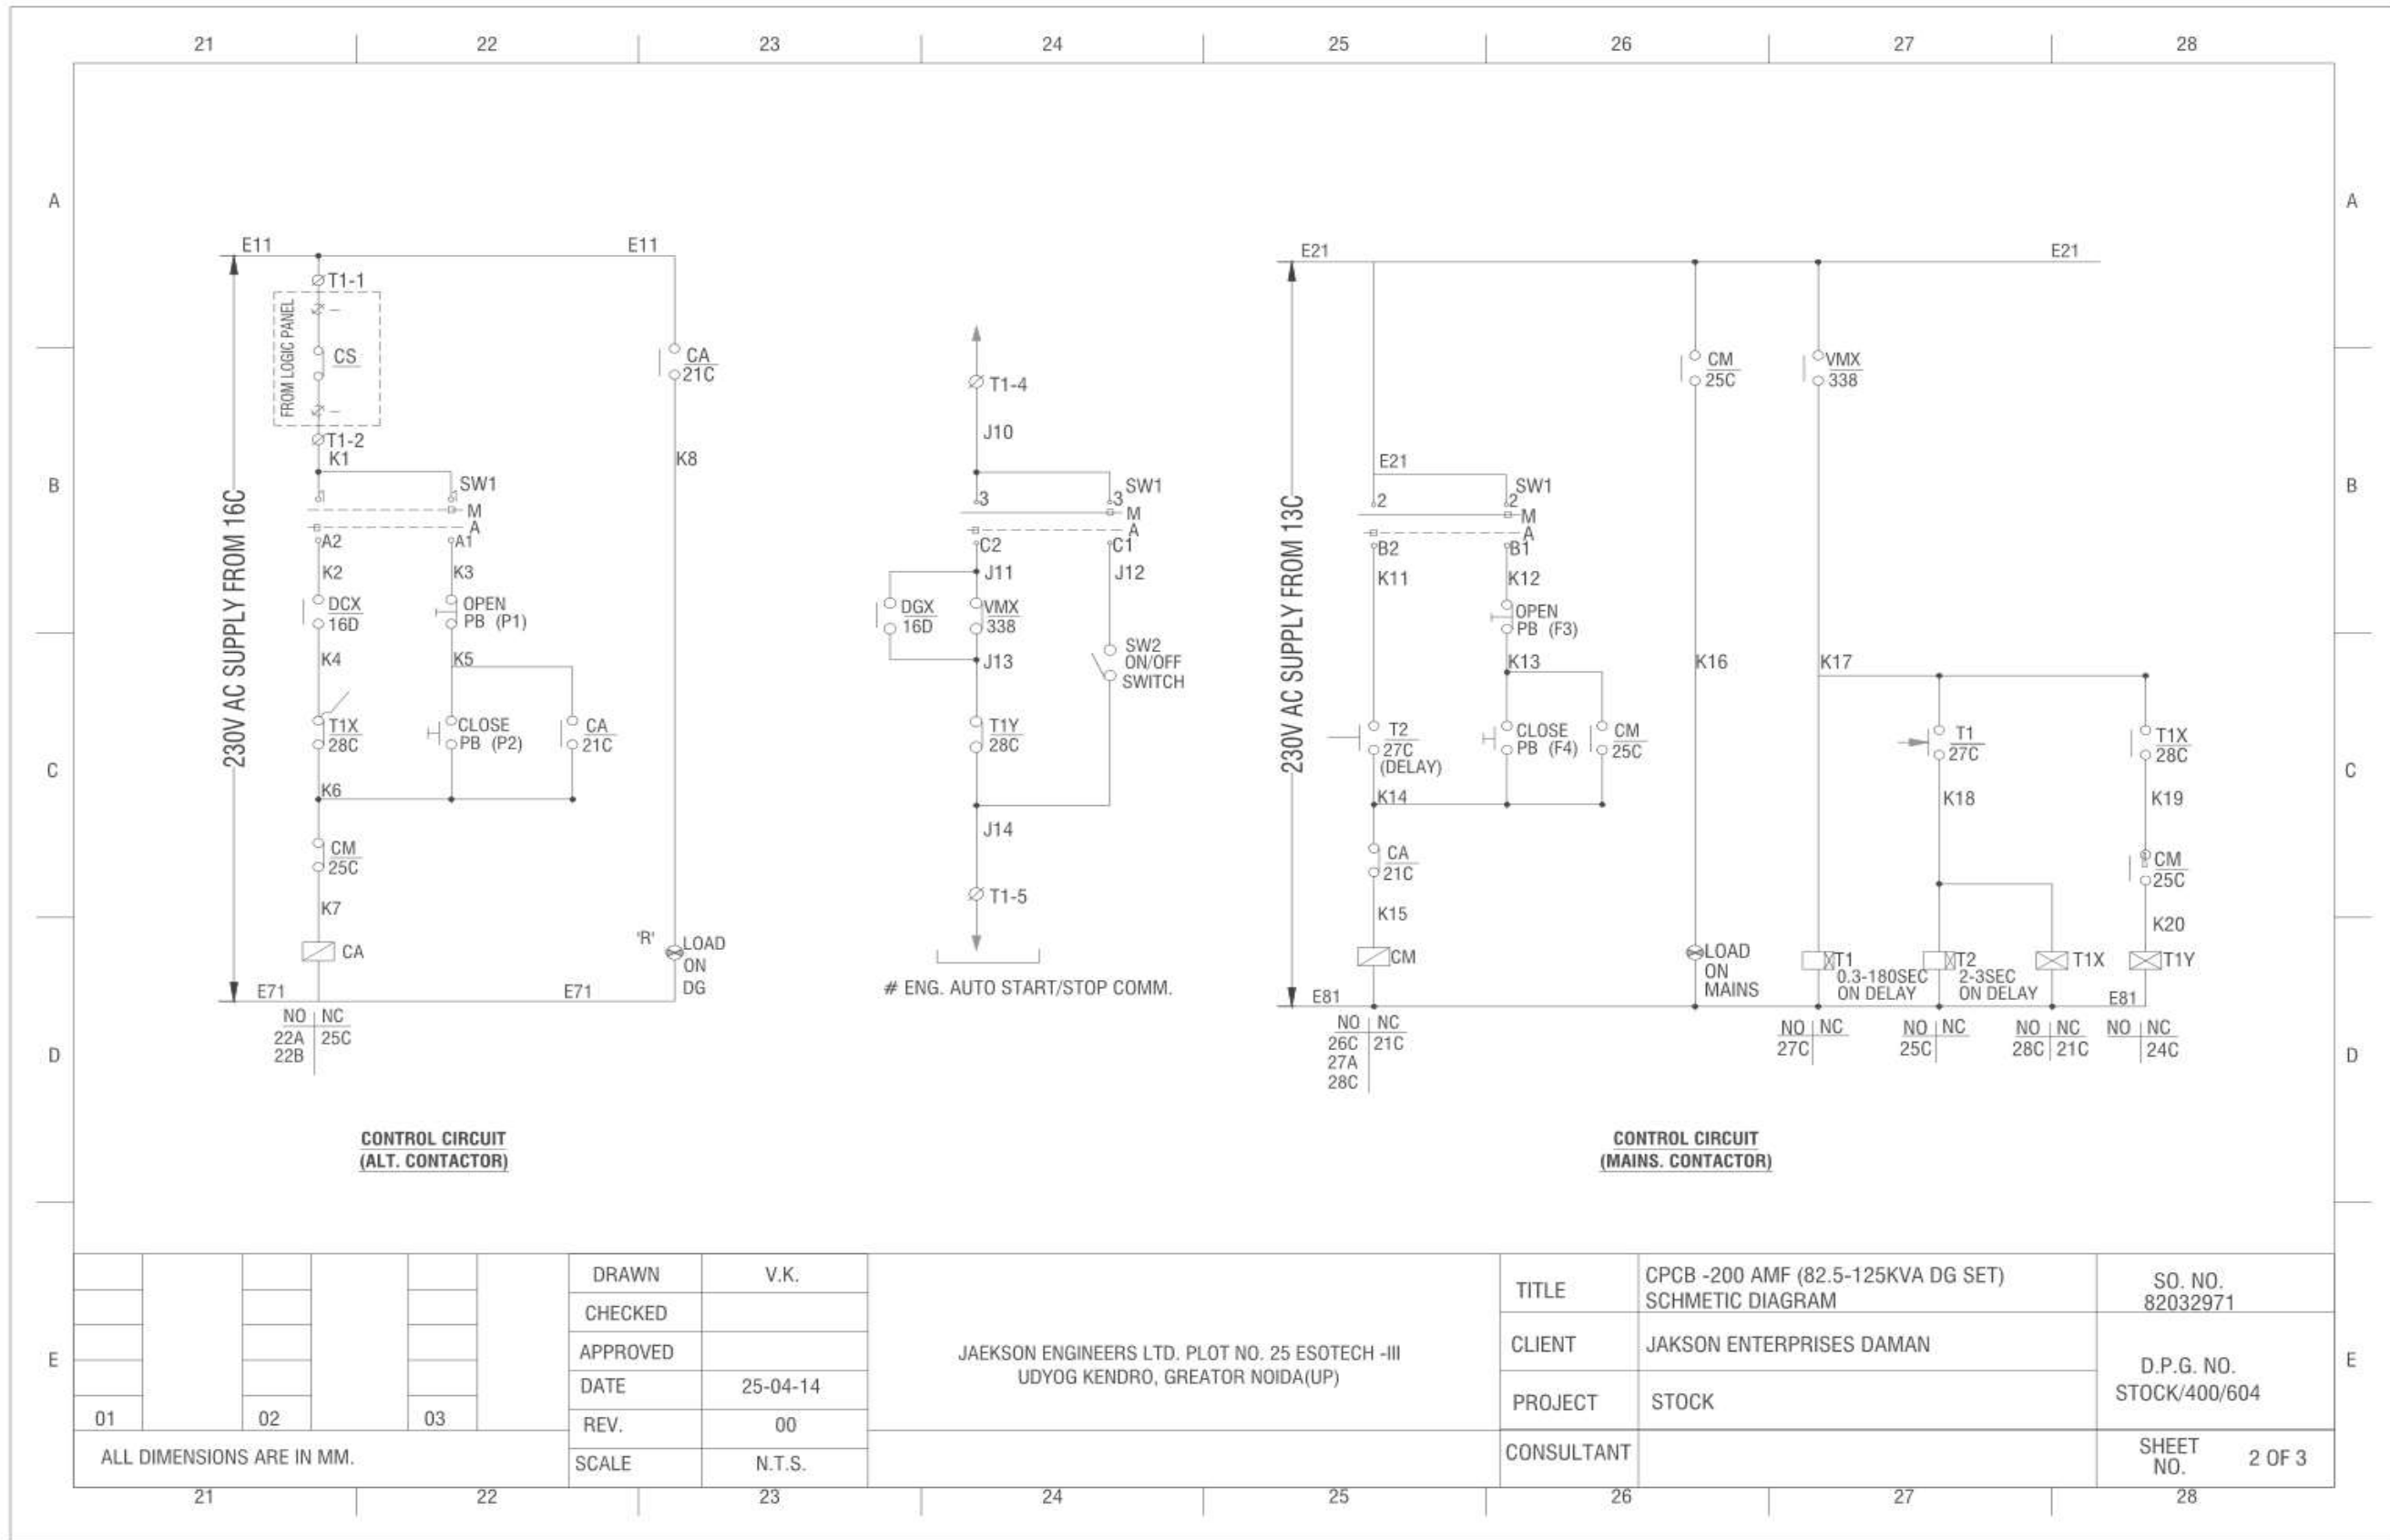 21 22 23 24 25 26 27 28
A A
B B
C C
D D
E E
E11 E11
T1-1
FROM LOGIC PANEL
CS
T1-2
K1
SW1
M
A
A2 A1
K2 K3
DCX
16D
OPEN
PB (P1)
K4 K5
T1X
28C
CLOSE
PB (P2)
CA
21C
K6
CM
25C
K7
CA
E71 E71
NO NC
22A 25C
22B
230V AC SUPPLY FROM 16C
CA
21C
K8
'R'
LOAD
ON
DG
CONTROL CIRCUIT
(ALT. CONTACTOR)
T1-4
J10
3 3
SW1
M
A
C2 C1
J11 J12
DGX
16D
VMX
338
J13
SW2
ON/OFF
SWITCH
T1Y
28C
J14
T1-5
# ENG. AUTO START/STOP COMM.
E21 E21
230V AC SUPPLY FROM 13C
E21
SW1
2 2
M
A
B2 B1
K11 K12
OPEN
PB (F3)
K13
T2
27C
(DELAY)
CLOSE
PB (F4)
CM
25C
K14
CA
21C
K15
CM
E81 E81
NO NC
26C 21C
27A
28C
CM
25C
K16
LOAD
ON
MAINS
VMX
338
K17
T1
27C
K18
T1X
28C
K19
CM
25C
K20
T1
0.3-180SEC
ON DELAY
T2
2-3SEC
ON DELAY
T1X
T1Y
NO NC
27C
NO NC
25C
NO NC
28C 21C
NO NC
24C
CONTROL CIRCUIT
(MAINS. CONTACTOR)
01 02 03
ALL DIMENSIONS ARE IN MM.
DRAWN V.K.
CHECKED
APPROVED
DATE 25-04-14
REV. 00
SCALE N.T.S.
JAEKSON ENGINEERS LTD. PLOT NO. 25 ESOTECH -III
UDYOG KENDRO, GREATOR NOIDA(UP)
TITLE
CPCB -200 AMF (82.5-125KVA DG SET)
SCHMETIC DIAGRAM
CLIENT JAKSON ENTERPRISES DAMAN
PROJECT STOCK
CONSULTANT
SO. NO.
82032971
D.P.G. NO.
STOCK/400/604
SHEET
NO.
2 OF 3
21 22 23 24 25 26 27 28